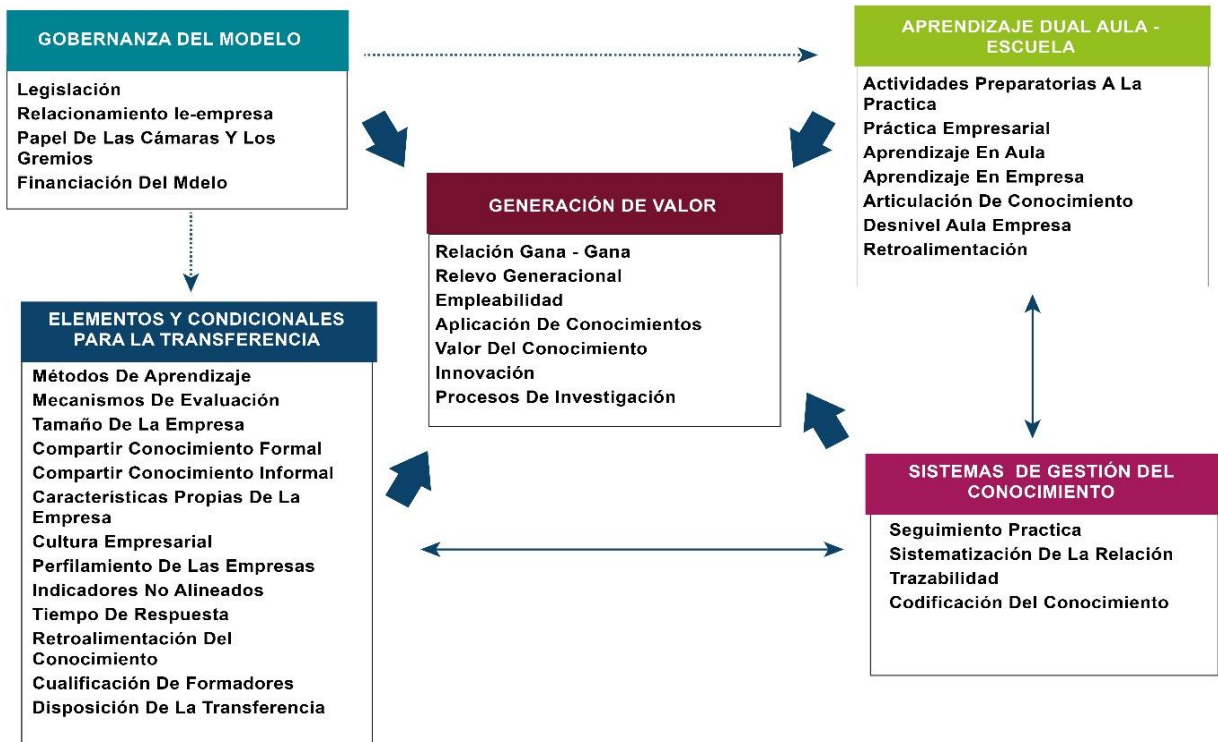 GOBERNANZA DEL MODELO
Legislación
Relacionamiento Ie-empresa
Papel De Las Cámaras Y Los
Gremios
Financiación Del Mdelo
APRENDIZAJE DUAL AULA -
ESCUELA
Actividades Preparatorias A La
Practica
Práctica Empresarial
Aprendizaje En Aula
Aprendizaje En Empresa
Articulación De Conocimiento
Desnivel Aula Empresa
Retroalimentación
GENERACIÓN DE VALOR
Relación Gana - Gana
Relevo Generacional
Empleabilidad
Aplicación De Conocimientos
Valor Del Conocimiento
Innovación
Procesos De Investigación
ELEMENTOS Y CONDICIONALES
PARA LA TRANSFERENCIA
Métodos De Aprendizaje
Mecanismos De Evaluación
Tamaño De La Empresa
Compartir Conocimiento Formal
Compartir Conocimiento Informal
Características Propias De La
Empresa
Cultura Empresarial
Perfilamiento De Las Empresas
Indicadores No Alineados
Tiempo De Respuesta
Retroalimentación Del
Conocimiento
Cualificación De Formadores
Disposición De La Transferencia
SISTEMAS DE GESTIÓN DEL
CONOCIMIENTO
Seguimiento Practica
Sistematización De La Relación
Trazabilidad
Codificación Del Conocimiento